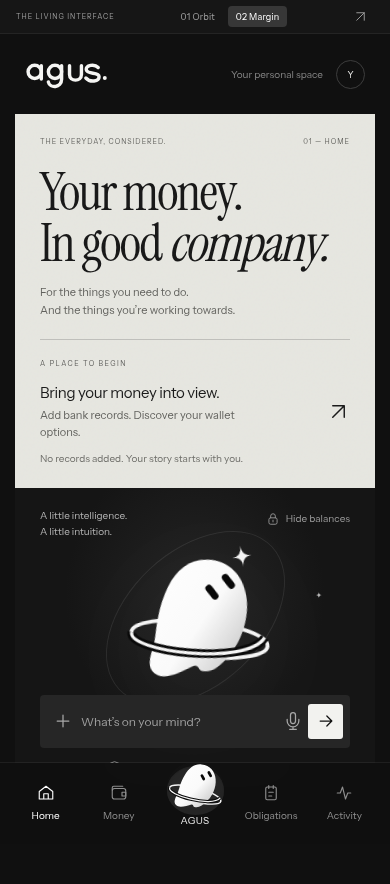 THE LIVING INTERFACE
01 Orbit
02 Margin
agus.
Your personal space
Y
THE EVERYDAY, CONSIDERED.
01 — HOME
Your money.
In good company.
For the things you need to do.
And the things you're working towards.
A PLACE TO BEGIN
Bring your money into view.
Add bank records. Discover your wallet
options.
No records added. Your story starts with you.
A little intelligence.
A little intuition.
Hide balances
What's on your mind?
Home
Money
AGUS
Obligations
Activity